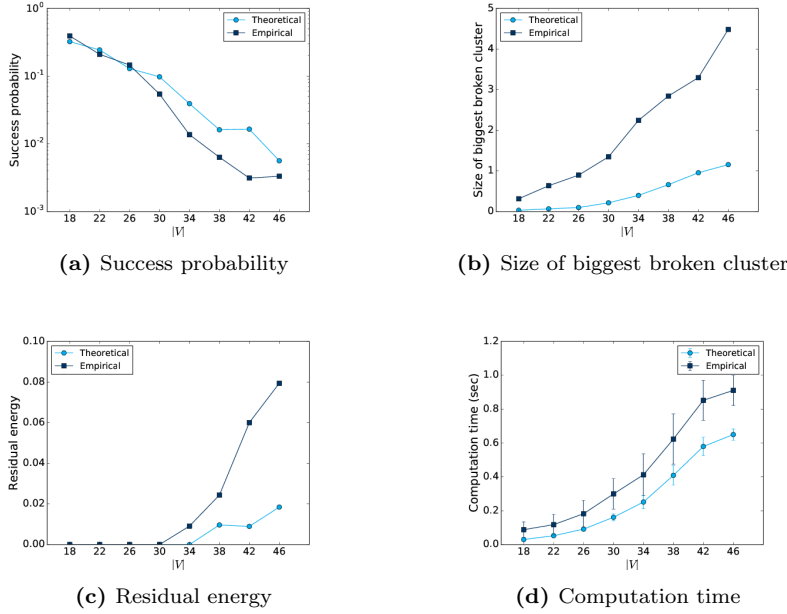 Success probability
10^0
10^-1
10^-2
10^-3
Theoretical
Empirical
18 22 26 30 34 38 42 46
|V|
(a) Success probability
Size of biggest broken cluster
5
4
3
2
1
0
Theoretical
Empirical
18 22 26 30 34 38 42 46
|V|
(b) Size of biggest broken cluster
Residual energy
0.10
0.08
0.06
0.04
0.02
0.00
Theoretical
Empirical
18 22 26 30 34 38 42 46
|V|
(c) Residual energy
Computation time (sec)
1.2
1.0
0.8
0.6
0.4
0.2
0.0
Theoretical
Empirical
18 22 26 30 34 38 42 46
|V|
(d) Computation time